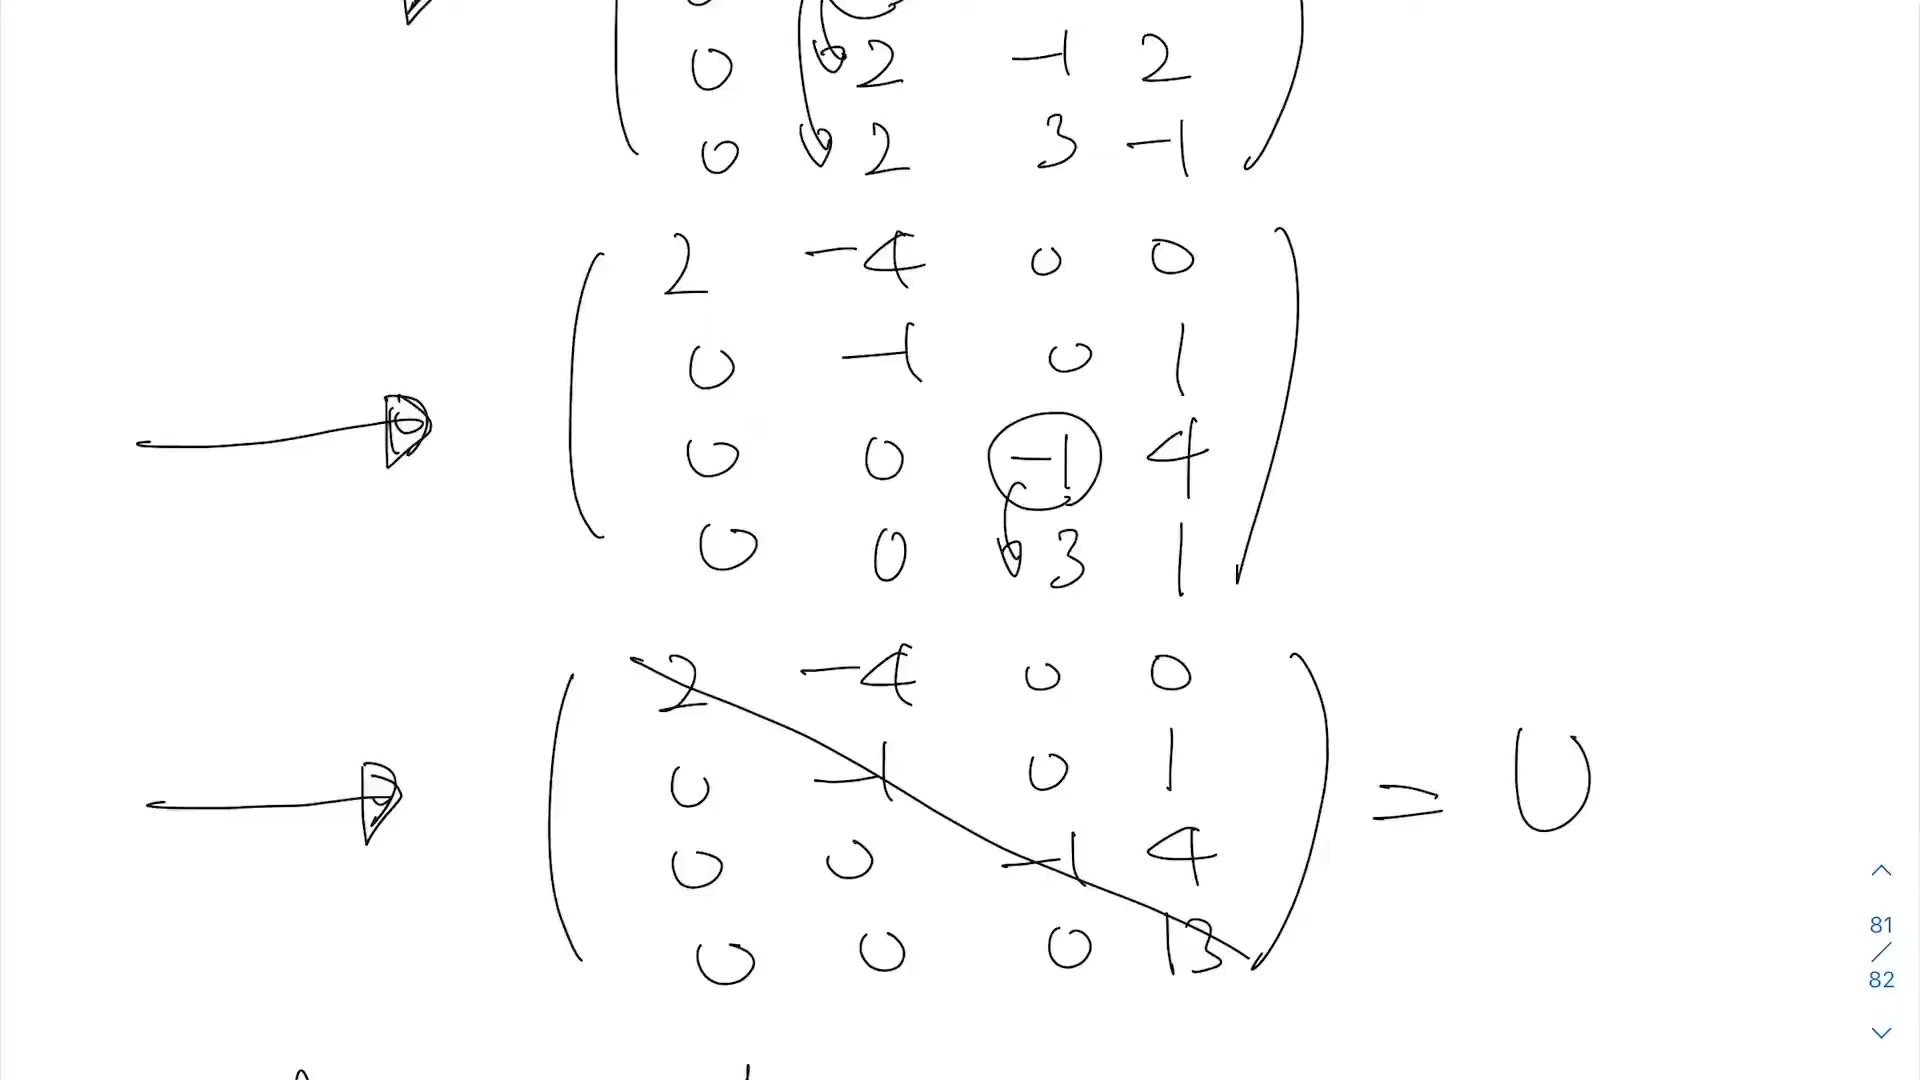 0 2 -1 2
0 2 3 -1
2 -4 0 0
0 -1 0 1
0 0 -1 4
0 0 3 1
2 -4 0 0
0 -1 0 1
0 0 -1 4
0 0 0 13
= U
81
/
82